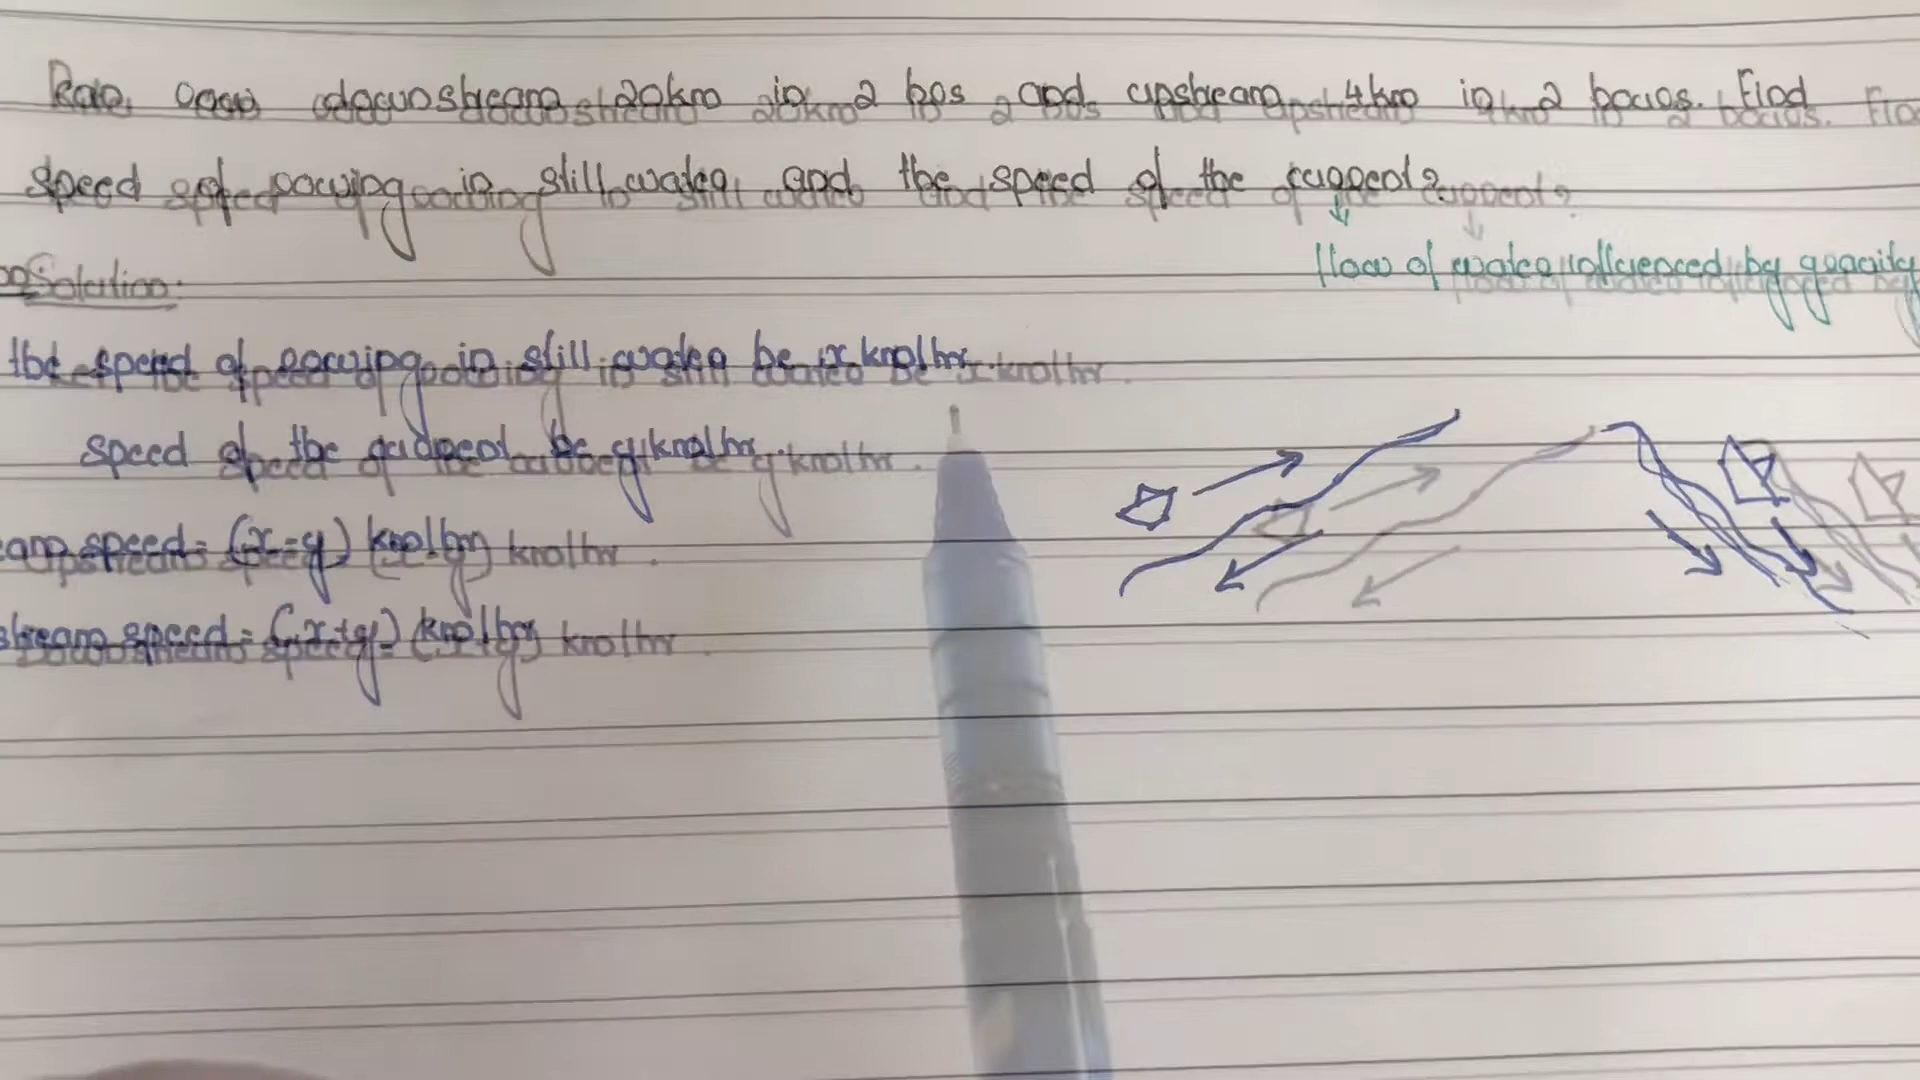 downstream 20km in 2 hrs and upstream 4km in 2 hours. Find
speed of rowing in still water and the speed of the current?
flow of water influenced by gravity
Solution:
the speed of rowing in still water be x km/hr.
speed of the current be y km/hr.
speed = (x-y) km/hr
stream speed = (x+y) km/hr